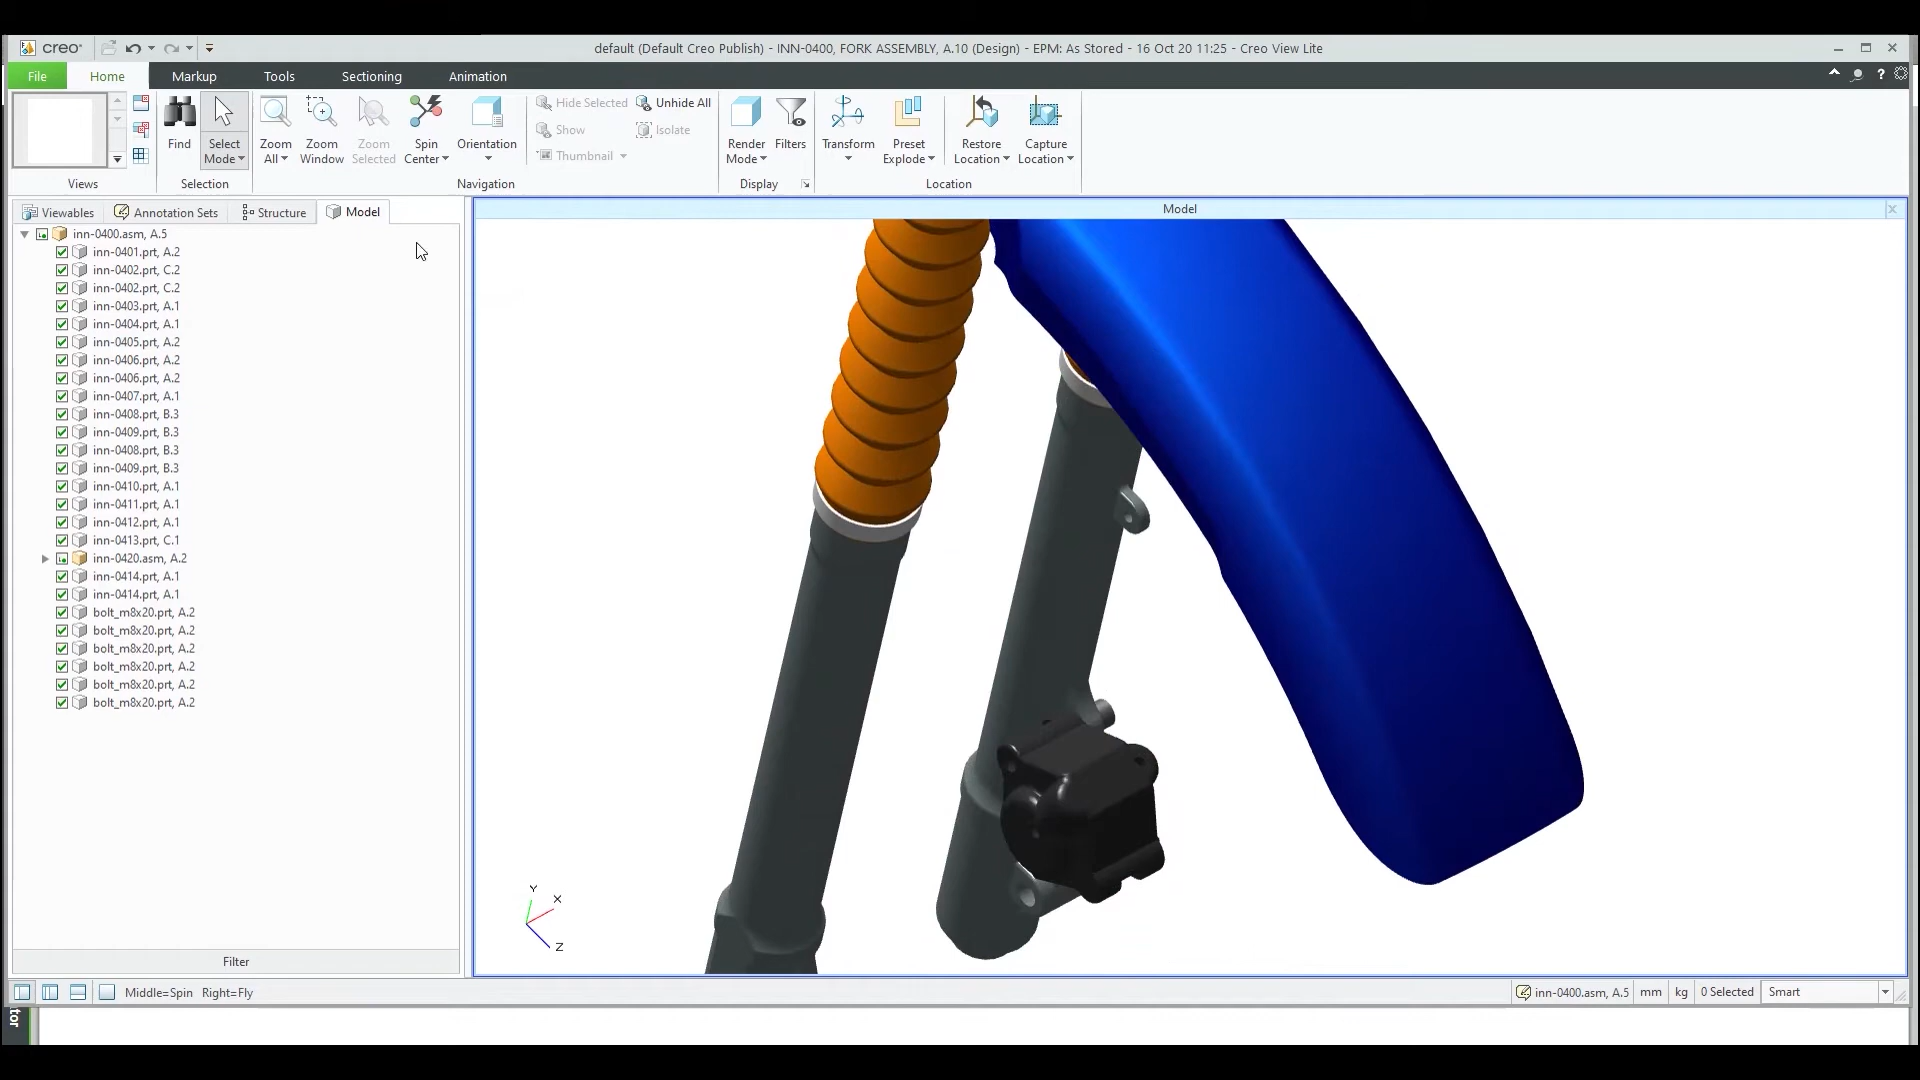 creo
default (Default Creo Publish) - INN-0400, FORK ASSEMBLY, A.10 (Design) - EPM: As Stored - 16 Oct 20 11:25 - Creo View Lite
File Home Markup Tools Sectioning Animation
Find
Select Mode
Zoom All
Zoom Window
Zoom Selected
Spin Center
Orientation
Hide Selected
Show
Thumbnail
Unhide All
Isolate
Render Mode
Filters
Transform
Preset Explode
Restore Location
Capture Location
Views Selection Navigation Display Location
Viewables Annotation Sets Structure Model
Model
inn-0400.asm, A.5
inn-0401.prt, A.2
inn-0402.prt, C.2
inn-0402.prt, C.2
inn-0403.prt, A.1
inn-0404.prt, A.1
inn-0405.prt, A.2
inn-0406.prt, A.2
inn-0406.prt, A.2
inn-0407.prt, A.1
inn-0408.prt, B.3
inn-0409.prt, B.3
inn-0408.prt, B.3
inn-0409.prt, B.3
inn-0410.prt, A.1
inn-0411.prt, A.1
inn-0412.prt, A.1
inn-0413.prt, C.1
inn-0420.asm, A.2
inn-0414.prt, A.1
inn-0414.prt, A.1
bolt_m8x20.prt, A.2
bolt_m8x20.prt, A.2
bolt_m8x20.prt, A.2
bolt_m8x20.prt, A.2
bolt_m8x20.prt, A.2
bolt_m8x20.prt, A.2
Y
X
Z
Filter
Middle=Spin Right=Fly
inn-0400.asm, A.5 mm kg 0 Selected Smart
tor